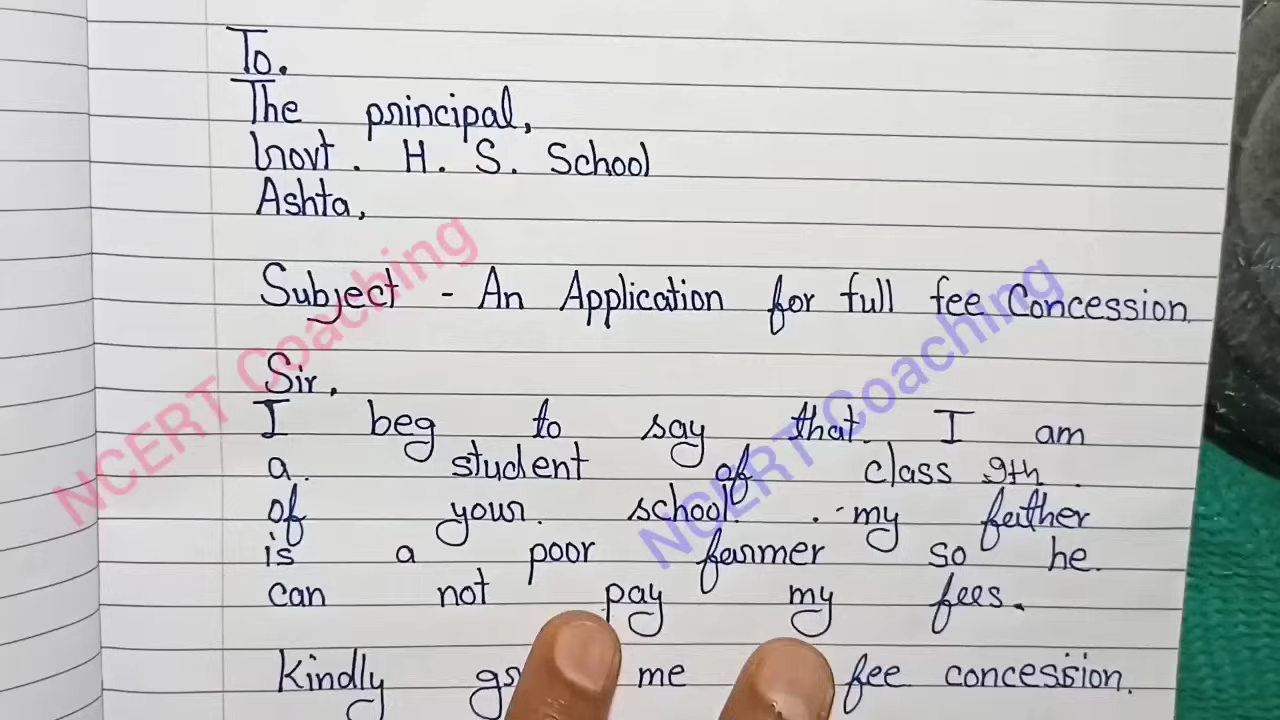 To.
The principal,
Govt. H. S. School
Ashta,
Subject - An Application for full fee Concession
Sir,
I beg to say that I am
a student of class 9th.
of your school. my father
is a poor farmer so he
can not pay my fees.
Kindly me fee concession.
NCERT Coaching
NCERT Coaching